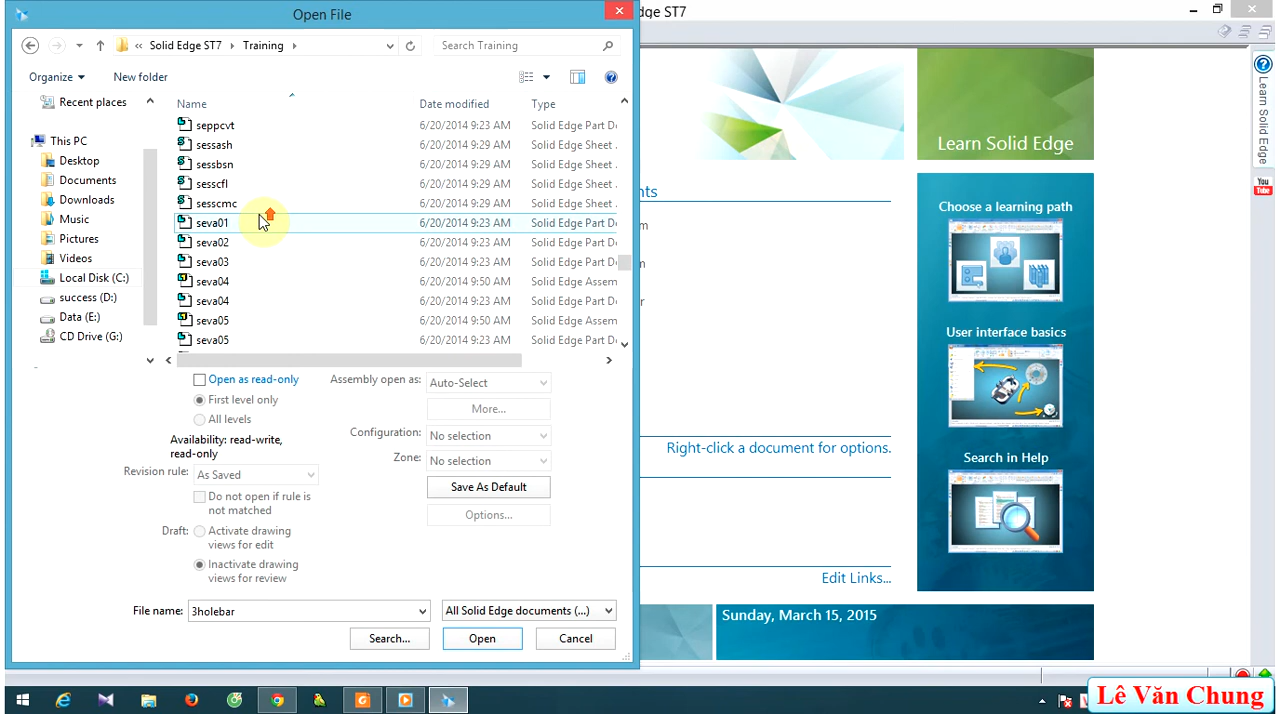 Open File
dge ST7
« Solid Edge ST7 Training
Search Training
Organize New folder
Name Date modified Type
Recent places
This PC
Desktop
Documents
Downloads
Music
Pictures
Videos
Local Disk (C:)
success (D:)
Data (E:)
CD Drive (G:)
seppcvt 6/20/2014 9:23 AM Solid Edge Part Do
sessash 6/20/2014 9:29 AM Solid Edge Sheet
sessbsn 6/20/2014 9:29 AM Solid Edge Sheet
sesscfl 6/20/2014 9:29 AM Solid Edge Sheet
sesscmc 6/20/2014 9:29 AM Solid Edge Sheet
seva01 6/20/2014 9:23 AM Solid Edge Part Do
seva02 6/20/2014 9:23 AM Solid Edge Part Do
seva03 6/20/2014 9:23 AM Solid Edge Part Do
seva04 6/20/2014 9:50 AM Solid Edge Assem
seva04 6/20/2014 9:23 AM Solid Edge Part Do
seva05 6/20/2014 9:50 AM Solid Edge Assem
seva05 6/20/2014 9:23 AM Solid Edge Part Do
Open as read-only
First level only
All levels
Availability: read-write,
read-only
Revision rule: As Saved
Do not open if rule is
not matched
Draft: Activate drawing
views for edit
Inactivate drawing
views for review
Assembly open as: Auto-Select
More...
Configuration: No selection
Zone: No selection
Save As Default
Options...
File name: 3holebar
All Solid Edge documents (...)
Search... Open Cancel
nts
m
m
r
Right-click a document for options.
Edit Links...
Learn Solid Edge
Choose a learning path
User interface basics
Search in Help
Sunday, March 15, 2015
Learn Solid Edge
You
Tube
Lê Văn Chung